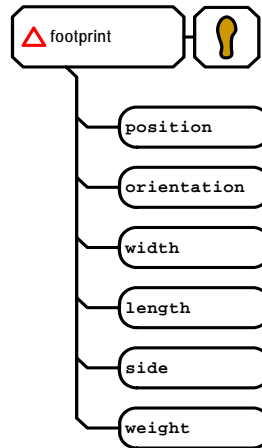 footprint
position
orientation
width
length
side
weight